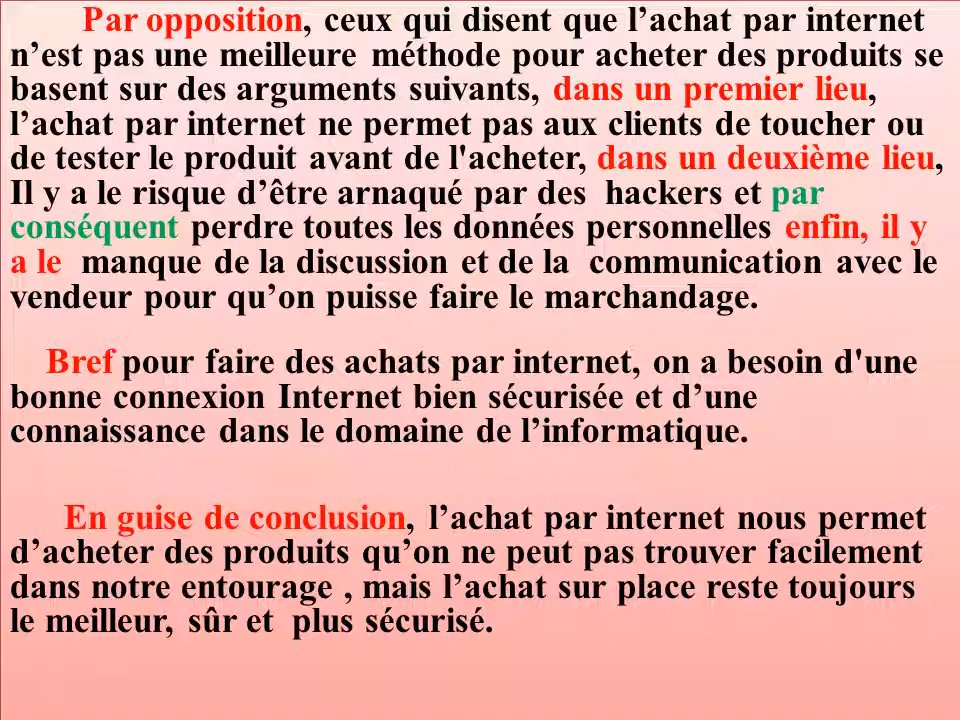 Par opposition, ceux qui disent que l’achat par internet
n’est pas une meilleure méthode pour acheter des produits se
basent sur des arguments suivants, dans un premier lieu,
l’achat par internet ne permet pas aux clients de toucher ou
de tester le produit avant de l'acheter, dans un deuxième lieu,
Il y a le risque d’être arnaqué par des hackers et par
conséquent perdre toutes les données personnelles enfin, il y
a le manque de la discussion et de la communication avec le
vendeur pour qu’on puisse faire le marchandage.
Bref pour faire des achats par internet, on a besoin d'une
bonne connexion Internet bien sécurisée et d’une
connaissance dans le domaine de l’informatique.
En guise de conclusion, l’achat par internet nous permet
d’acheter des produits qu’on ne peut pas trouver facilement
dans notre entourage , mais l’achat sur place reste toujours
le meilleur, sûr et plus sécurisé.